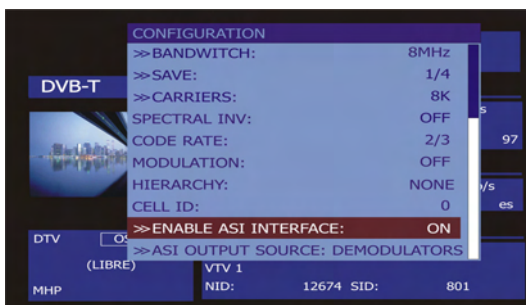 CONFIGURATION
>>BANDWITCH: 8MHz
>>SAVE: 1/4
>>CARRIERS: 8K
SPECTRAL INV: OFF
CODE RATE: 2/3
MODULATION: OFF
HIERARCHY: NONE
CELL ID: 0
>>ENABLE ASI INTERFACE: ON
>>ASI OUTPUT SOURCE: DEMODULATORS
DVB-T
s
97
/s
es
DTV
(LIBRE)
VTV 1
MHP
NID: 12674 SID: 801